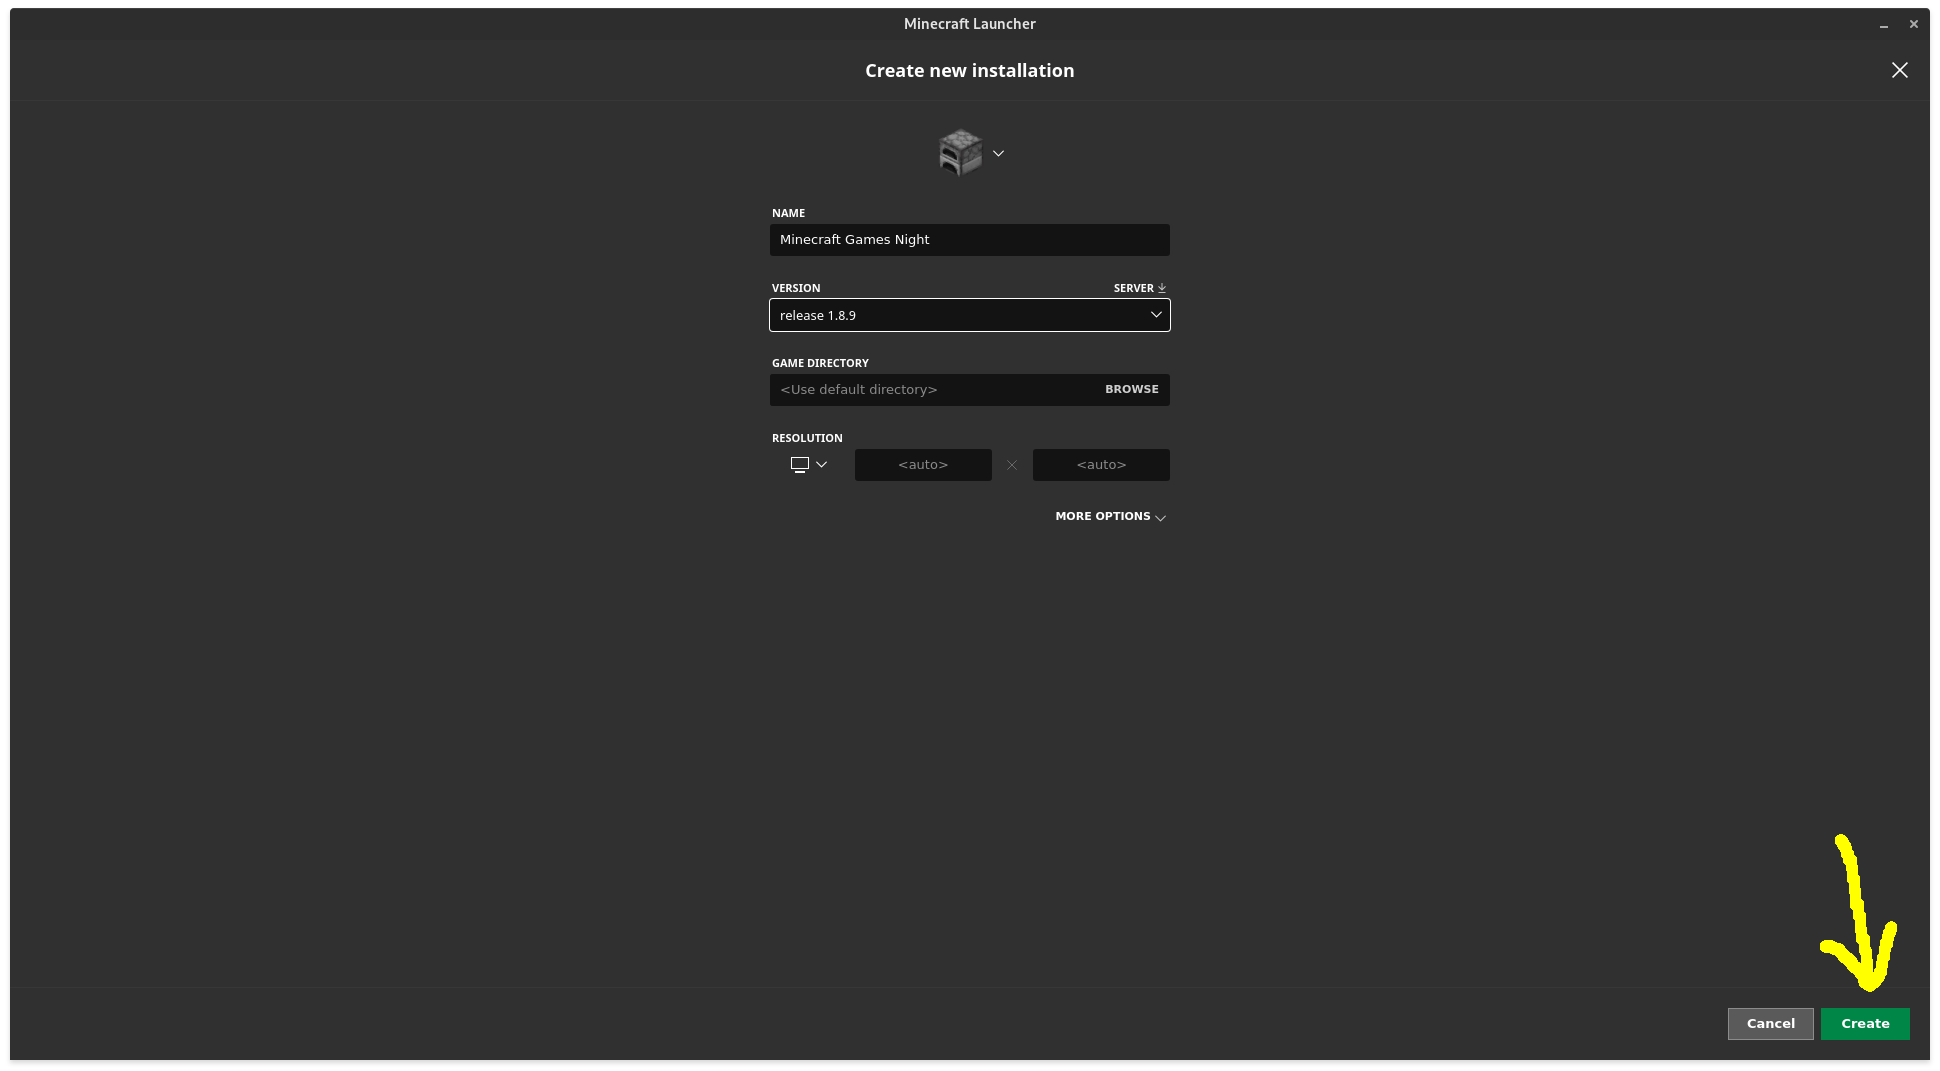 Minecraft Launcher
Create new installation
NAME
Minecraft Games Night
VERSION SERVER
release 1.8.9
GAME DIRECTORY
<Use default directory> BROWSE
RESOLUTION
<auto> <auto>
MORE OPTIONS
Cancel Create